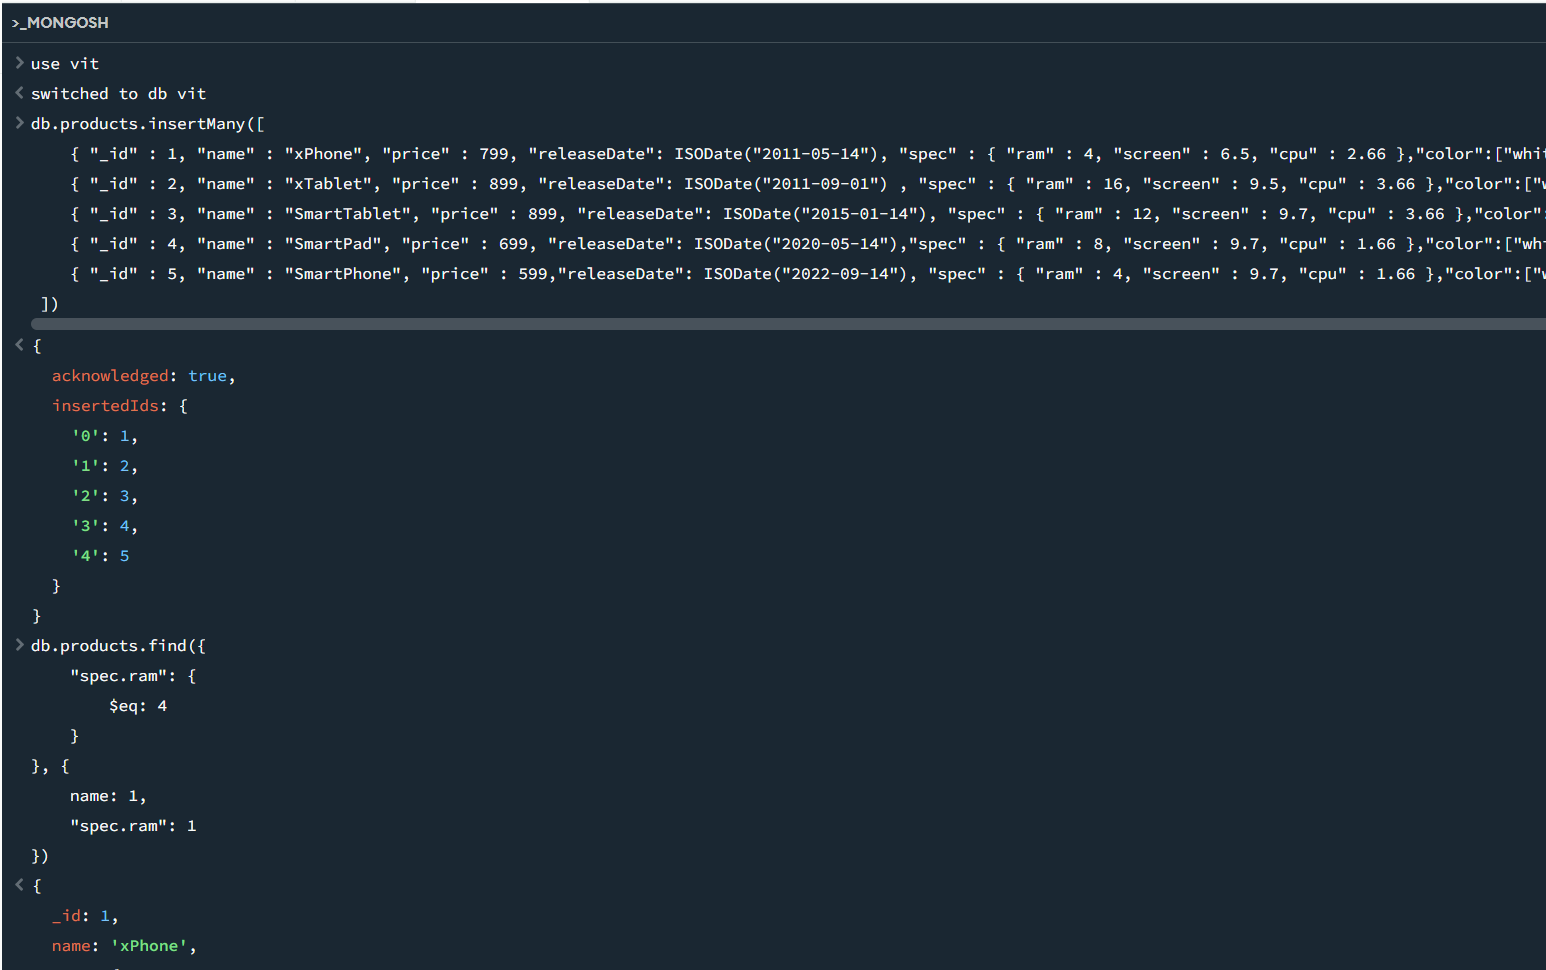 >_MONGOSH
> use vit
< switched to db vit
> db.products.insertMany([
{ "_id" : 1, "name" : "xPhone", "price" : 799, "releaseDate": ISODate("2011-05-14"), "spec" : { "ram" : 4, "screen" : 6.5, "cpu" : 2.66 },"color":["whi
{ "_id" : 2, "name" : "xTablet", "price" : 899, "releaseDate": ISODate("2011-09-01") , "spec" : { "ram" : 16, "screen" : 9.5, "cpu" : 3.66 },"color":["w
{ "_id" : 3, "name" : "SmartTablet", "price" : 899, "releaseDate": ISODate("2015-01-14"), "spec" : { "ram" : 12, "screen" : 9.7, "cpu" : 3.66 },"color":
{ "_id" : 4, "name" : "SmartPad", "price" : 699, "releaseDate": ISODate("2020-05-14"),"spec" : { "ram" : 8, "screen" : 9.7, "cpu" : 1.66 },"color":["whi
{ "_id" : 5, "name" : "SmartPhone", "price" : 599,"releaseDate": ISODate("2022-09-14"), "spec" : { "ram" : 4, "screen" : 9.7, "cpu" : 1.66 },"color":["w
])
< {
acknowledged: true,
insertedIds: {
'0': 1,
'1': 2,
'2': 3,
'3': 4,
'4': 5
}
}
> db.products.find({
"spec.ram": {
$eq: 4
}
}, {
name: 1,
"spec.ram": 1
})
< {
_id: 1,
name: 'xPhone',